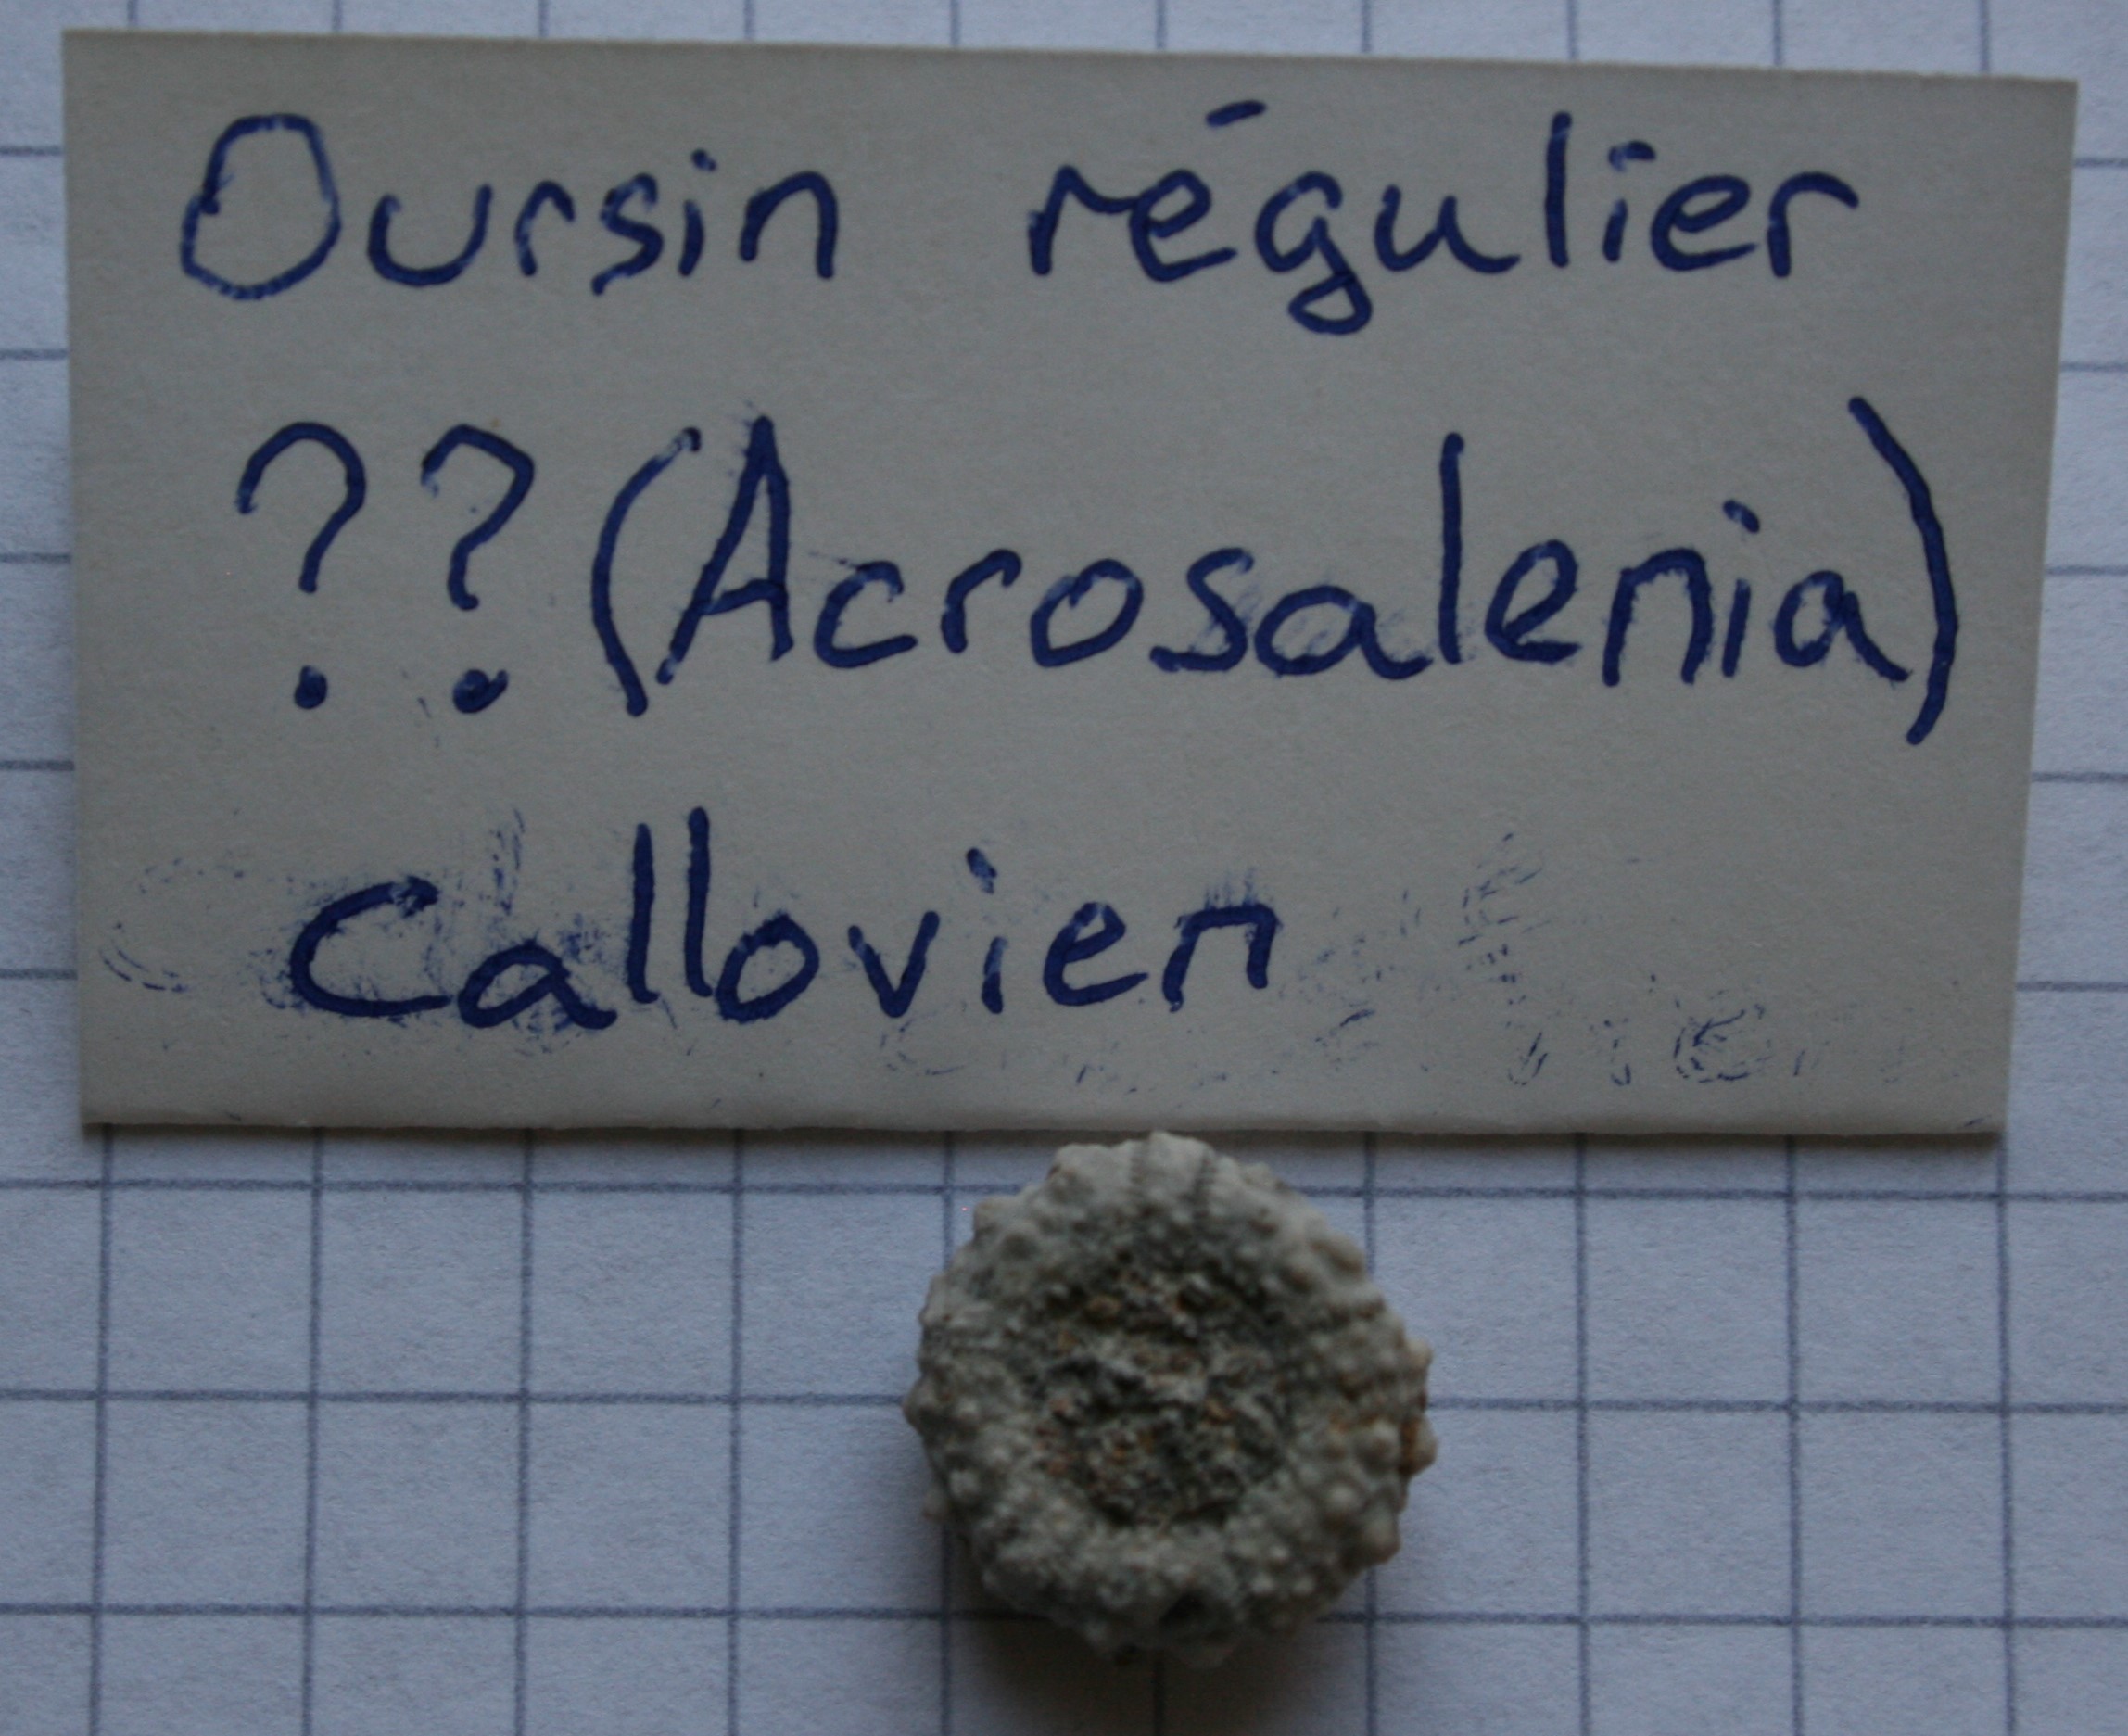 Oursin régulier
?? (Acrosalenia)
Callovien